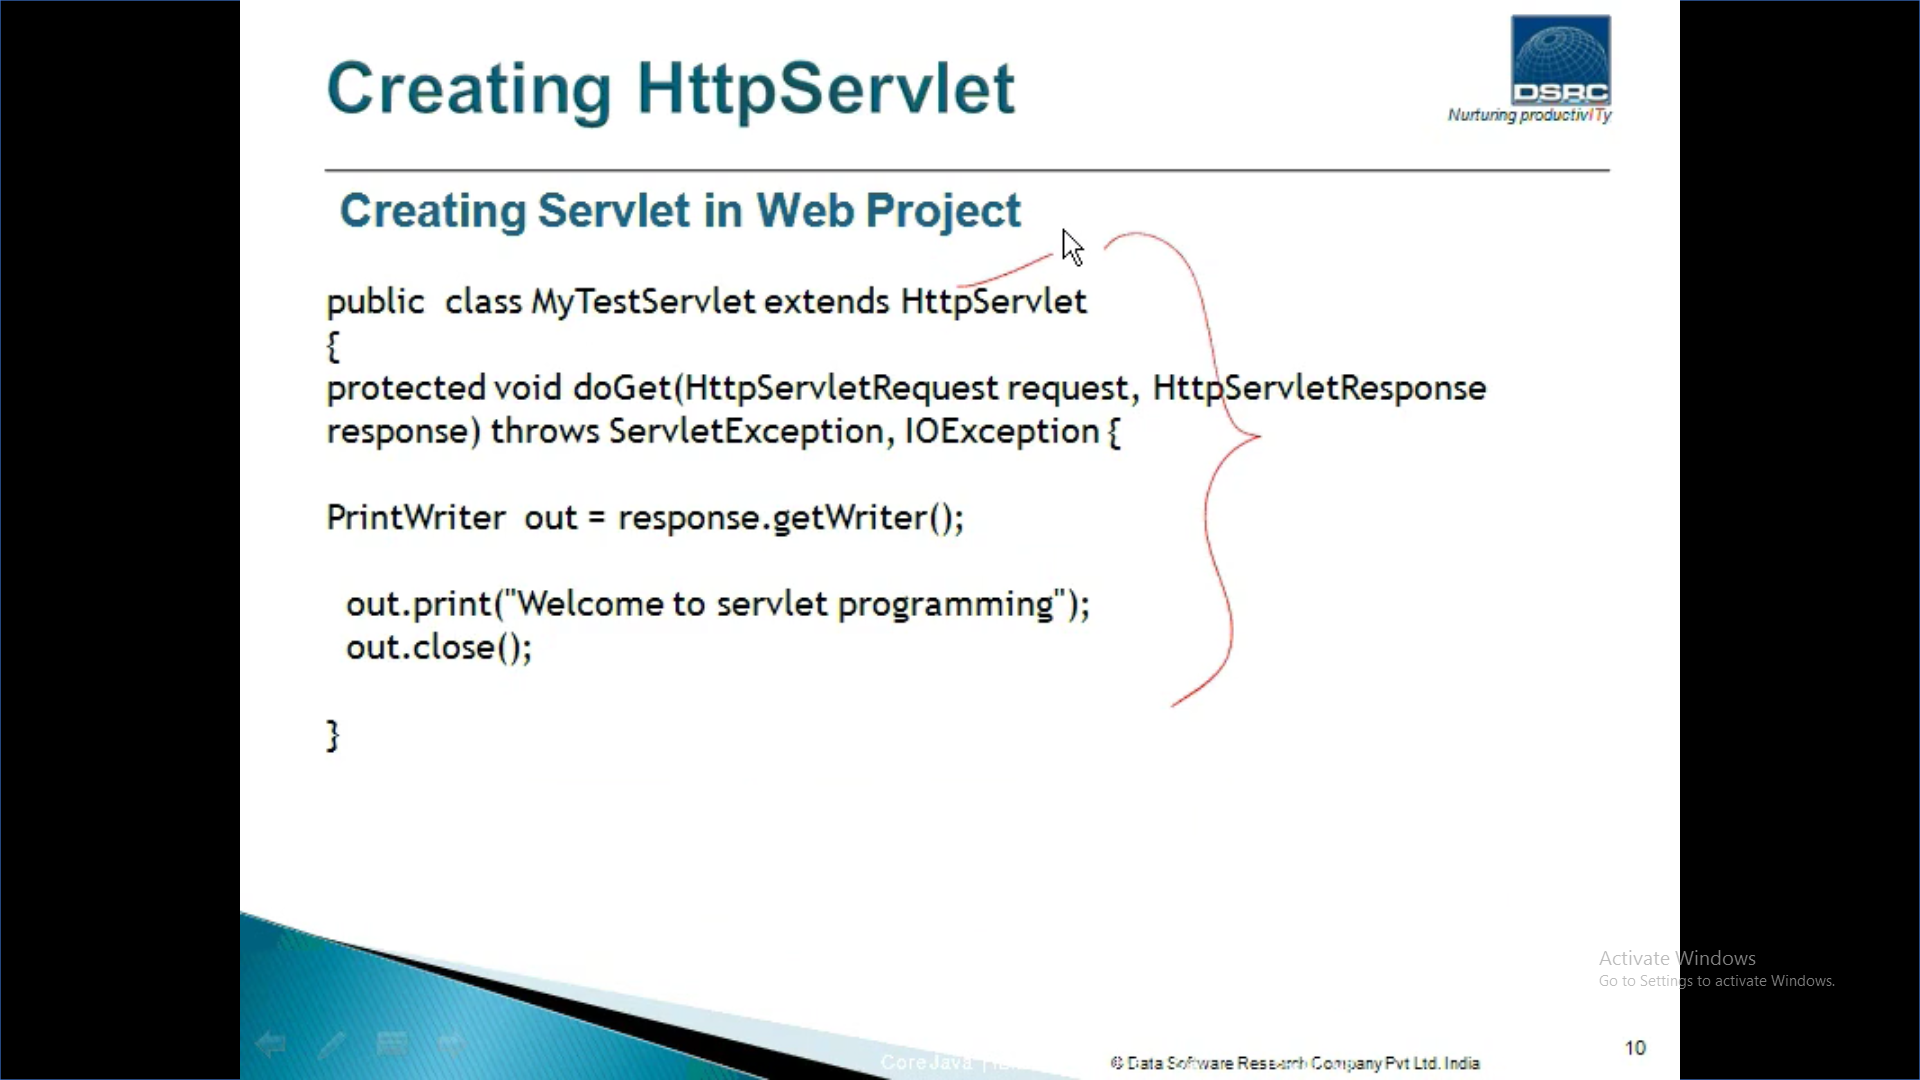 Creating HttpServlet
DSRC
Nurturing productivITy
Creating Servlet in Web Project
public class MyTestServlet extends HttpServlet
{
protected void doGet(HttpServletRequest request, HttpServletResponse
response) throws ServletException, IOException {
PrintWriter out = response.getWriter();
out.print("Welcome to servlet programming");
out.close();
}
Activate Windows
Go to Settings to activate Windows.
10
Core Java |
© Data Software Research Company Pvt Ltd. India